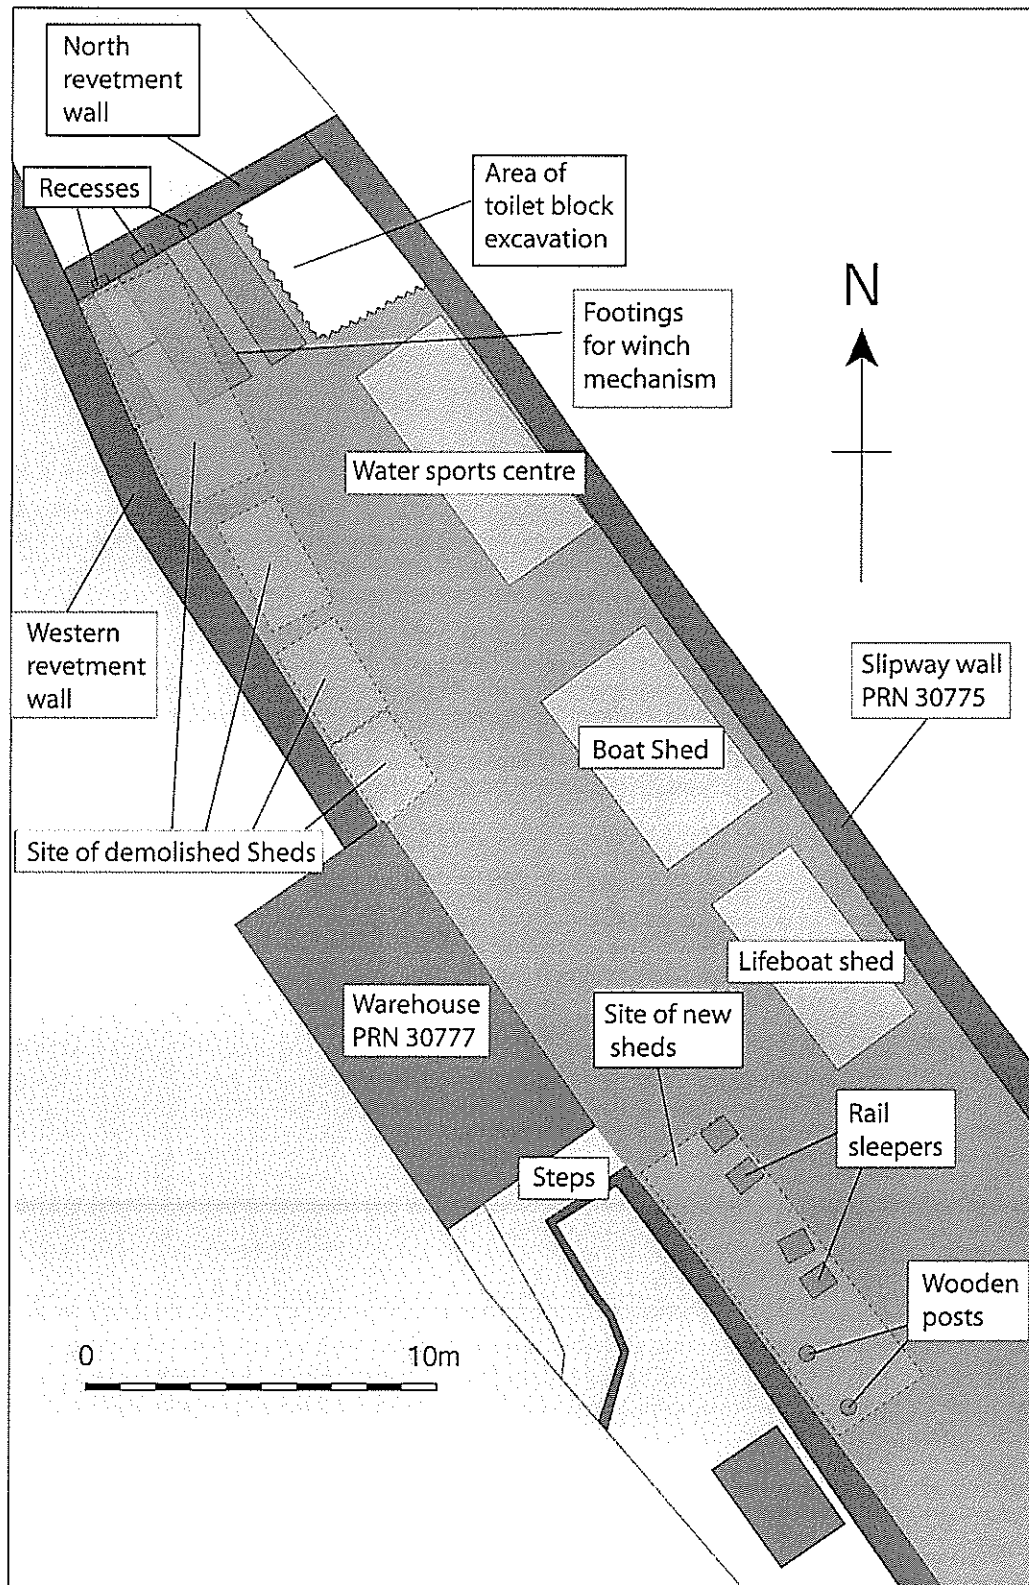 North
revetment
wall
Recesses
Area of
toilet block
excavation
N
Footings
for winch
mechanism
Water sports centre
Western
revetment
wall
Slipway wall
PRN 30775
Boat Shed
Site of demolished Sheds
Lifeboat shed
Warehouse
PRN 30777
Site of new
sheds
Rail
sleepers
Steps
Wooden
posts
0 10m